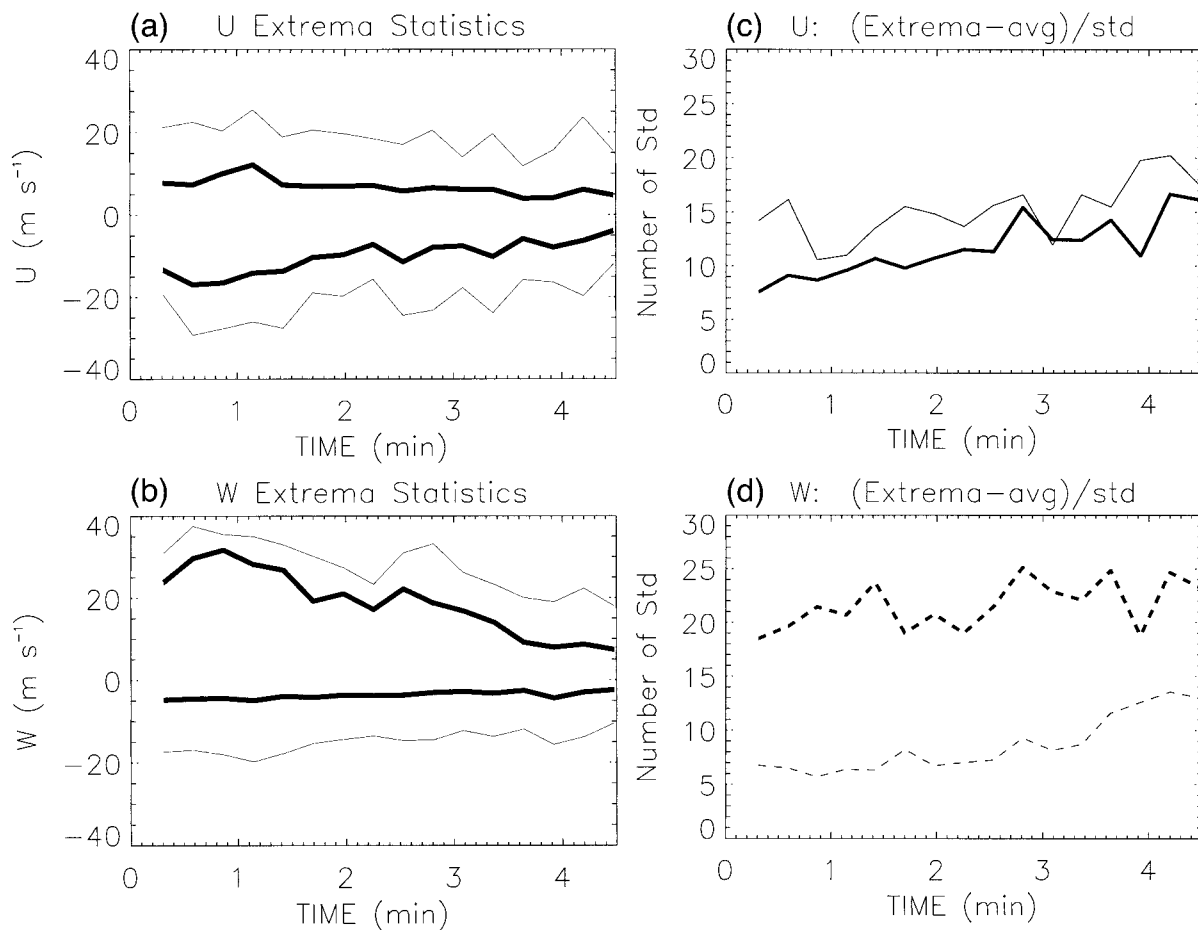 (a) U Extrema Statistics
40
20
0
−20
−40
U (m s⁻¹)
0 1 2 3 4
TIME (min)
(c) U: (Extrema−avg)/std
30
25
20
15
10
5
0
Number of Std
0 1 2 3 4
TIME (min)
(b) W Extrema Statistics
40
20
0
−20
−40
W (m s⁻¹)
0 1 2 3 4
TIME (min)
(d) W: (Extrema−avg)/std
30
25
20
15
10
5
0
Number of Std
0 1 2 3 4
TIME (min)